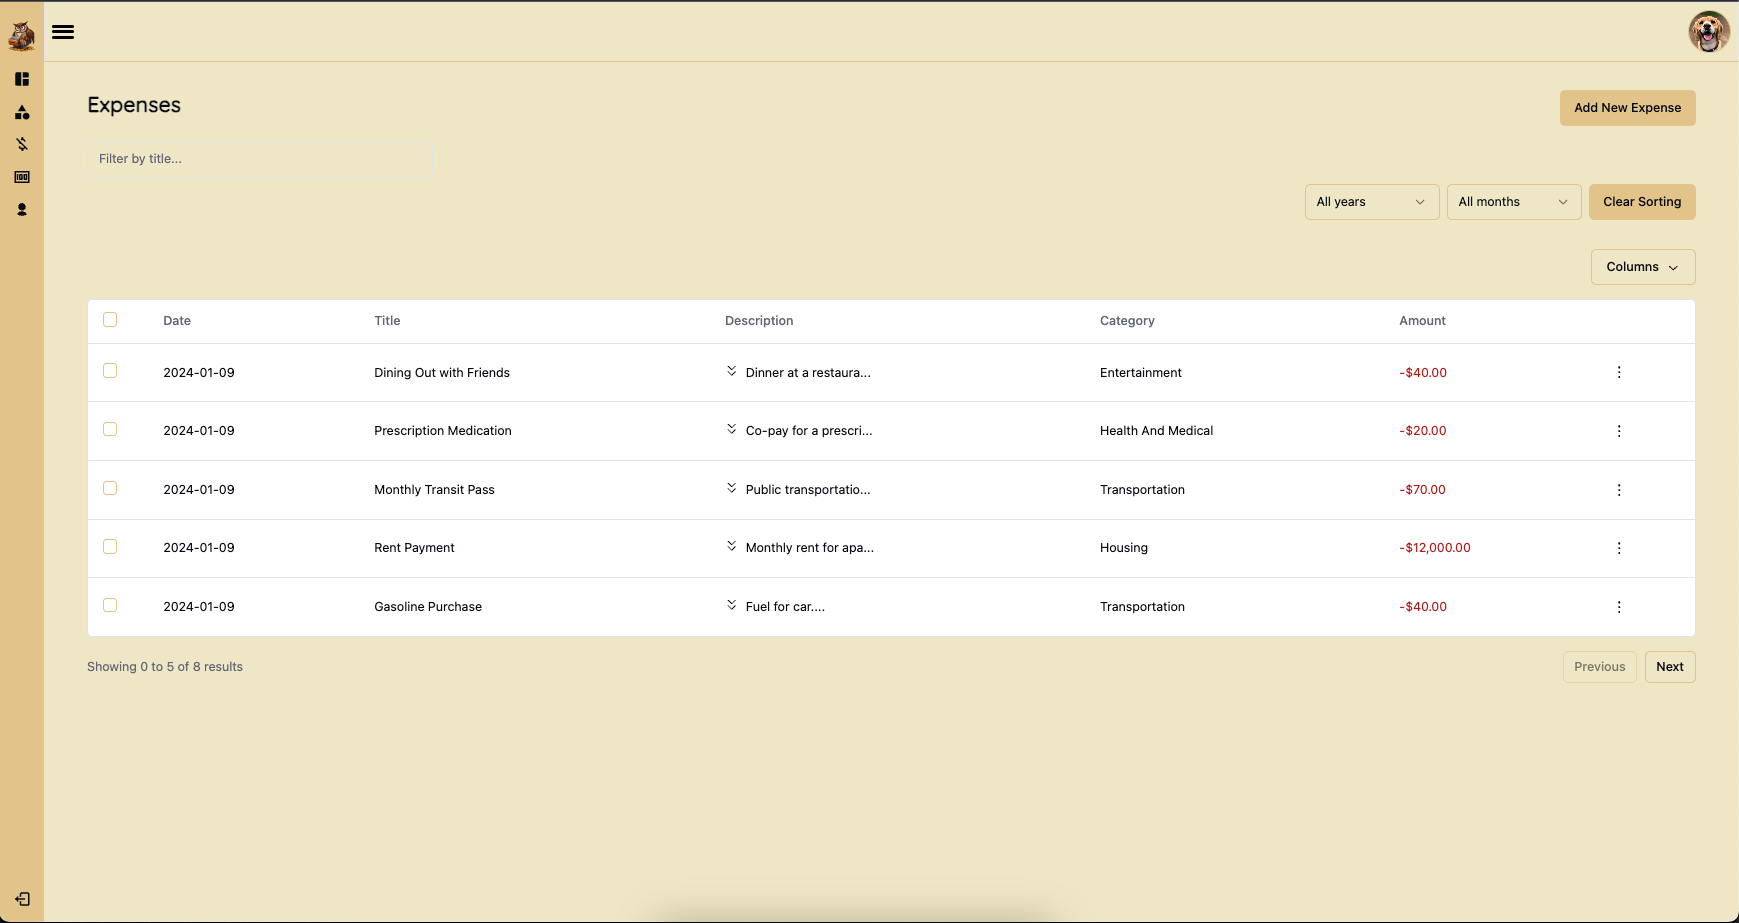 Expenses
Add New Expense
Filter by title...
All years
All months
Clear Sorting
Columns
Date Title Description Category Amount
2024-01-09 Dining Out with Friends Dinner at a restaura... Entertainment -$40.00
2024-01-09 Prescription Medication Co-pay for a prescri... Health And Medical -$20.00
2024-01-09 Monthly Transit Pass Public transportatio... Transportation -$70.00
2024-01-09 Rent Payment Monthly rent for apa... Housing -$12,000.00
2024-01-09 Gasoline Purchase Fuel for car.... Transportation -$40.00
Showing 0 to 5 of 8 results
Previous
Next